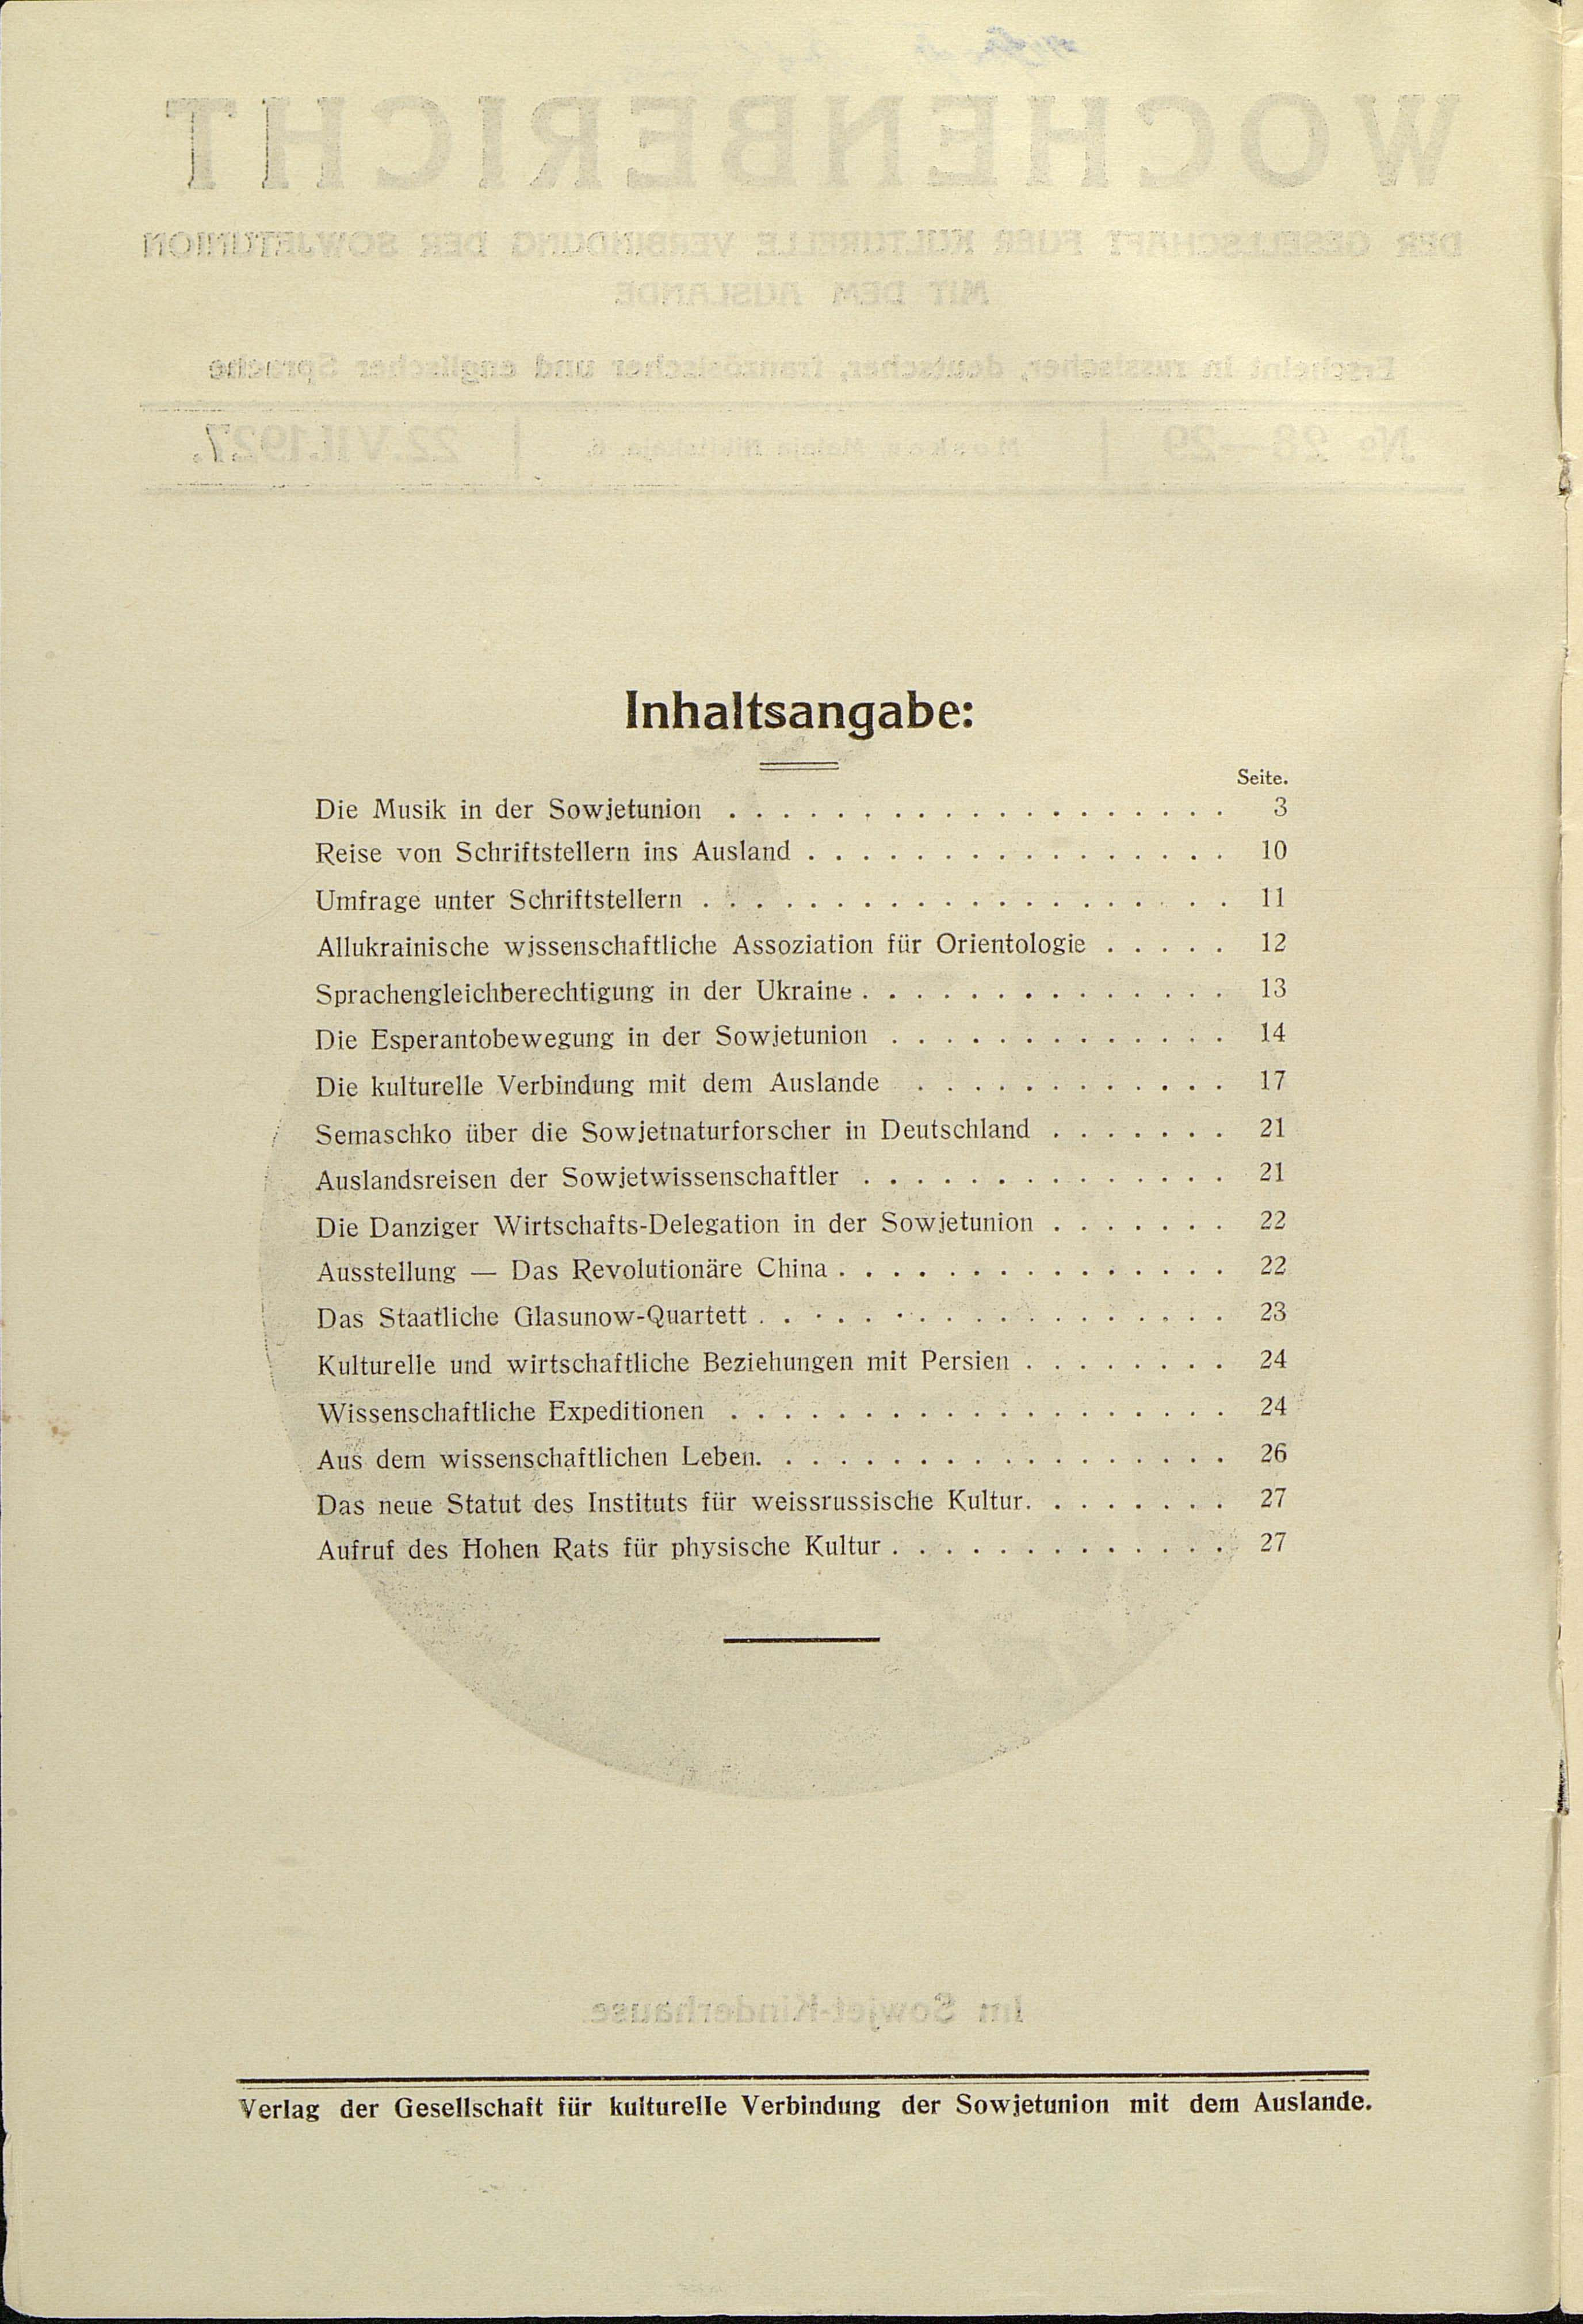 Inhaltsangabe:
Seite.
Die Musik in der Sowjetunion . . . . . . . . . . . . . . . . . . . 3
Reise von Schriftstellern ins Ausland . . . . . . . . . . . . . . . . 10
Umfrage unter Schriftstellern . . . . . . . . . . . . . . . . . . . . 11
Allukrainische wissenschaftliche Assoziation für Orientologie . . . . . 12
Sprachengleichberechtigung in der Ukraine . . . . . . . . . . . . . . 13
Die Esperantobewegung in der Sowjetunion . . . . . . . . . . . . . 14
Die kulturelle Verbindung mit dem Auslande . . . . . . . . . . . . 17
Semaschko über die Sowjetnaturforscher in Deutschland . . . . . . . 21
Auslandsreisen der Sowjetwissenschaftler . . . . . . . . . . . . . . 21
Die Danziger Wirtschafts-Delegation in der Sowjetunion . . . . . . . 22
Ausstellung — Das Revolutionäre China . . . . . . . . . . . . . . . 22
Das Staatliche Glasunow-Quartett . . . . . . . . . . . . . . . . . . 23
Kulturelle und wirtschaftliche Beziehungen mit Persien . . . . . . . . 24
Wissenschaftliche Expeditionen . . . . . . . . . . . . . . . . . . . 24
Aus dem wissenschaftlichen Leben. . . . . . . . . . . . . . . . . . 26
Das neue Statut des Instituts für weissrussische Kultur. . . . . . . . 27
Aufruf des Hohen Rats für physische Kultur . . . . . . . . . . . . . 27
Verlag der Gesellschaft für kulturelle Verbindung der Sowjetunion mit dem Auslande.